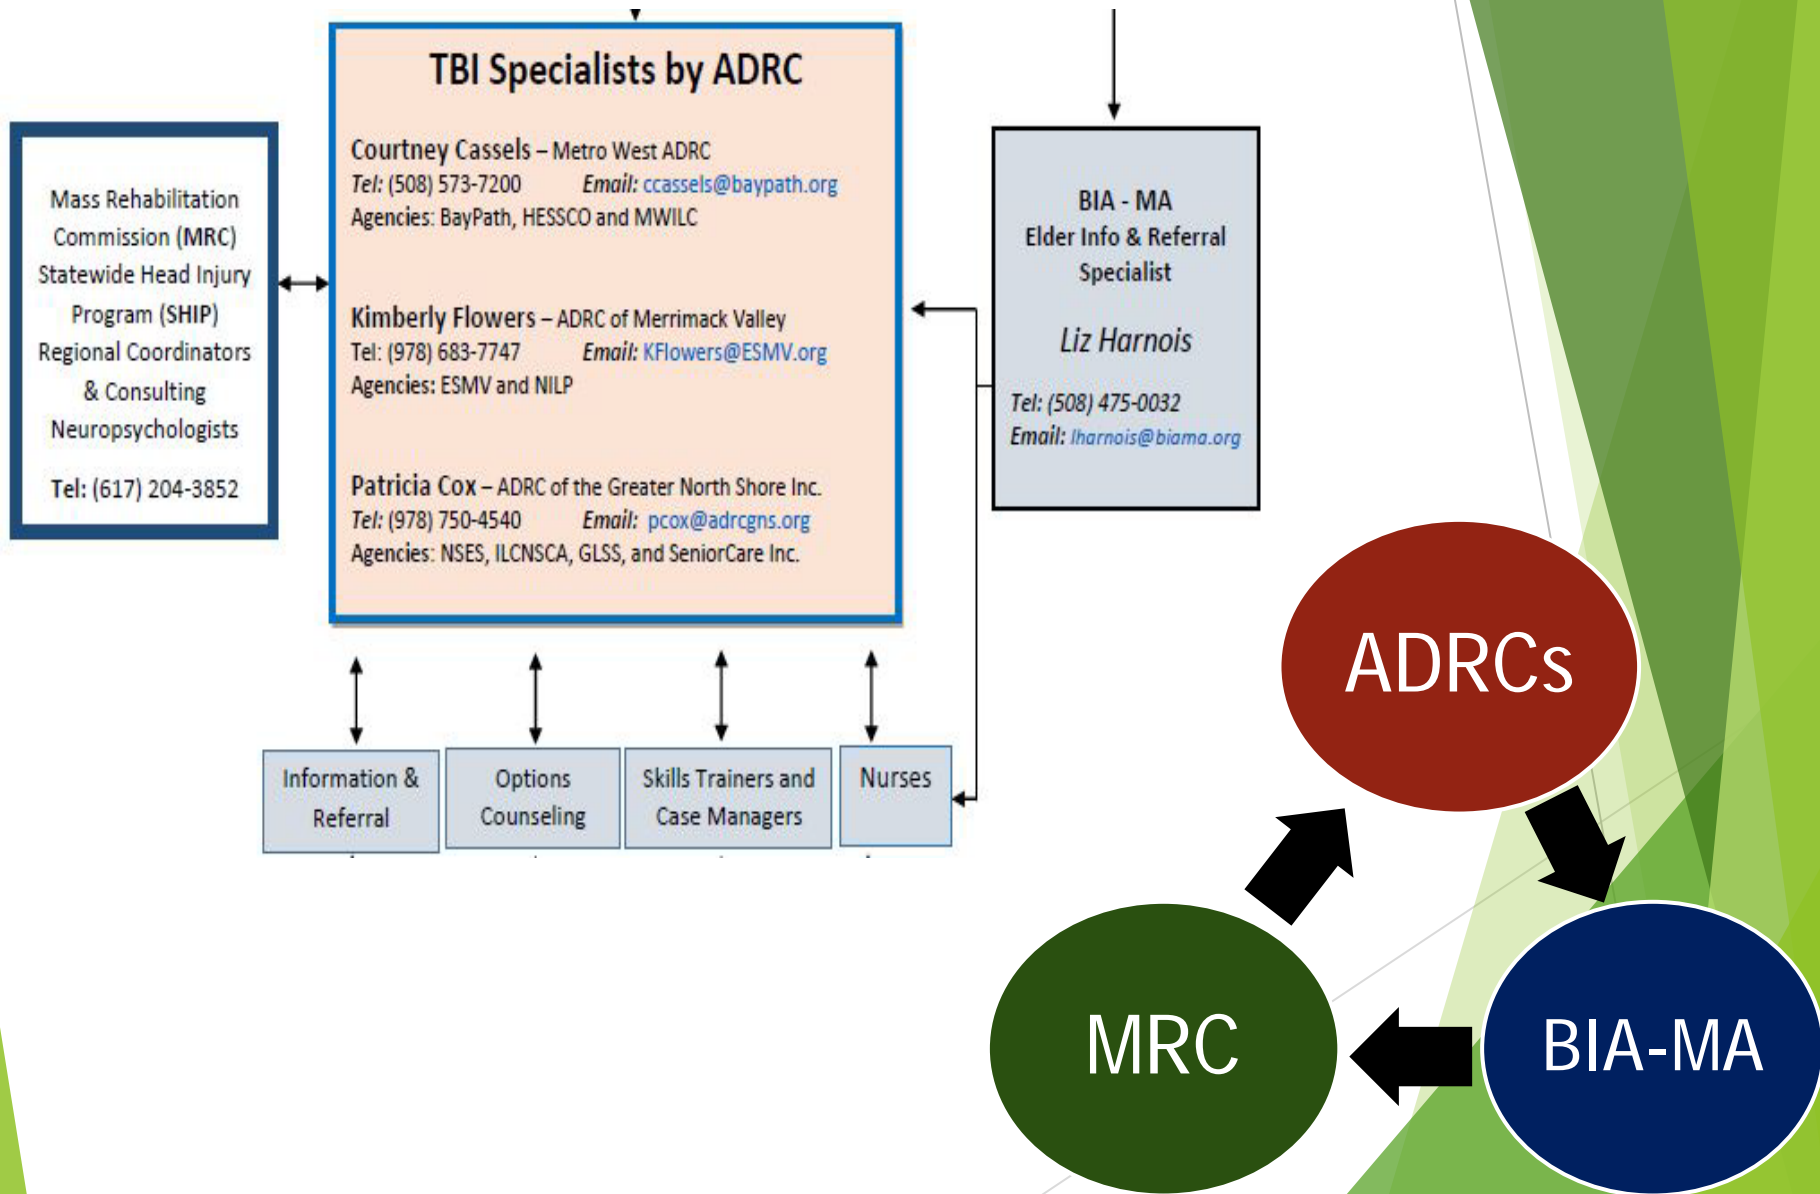 TBI Specialists by ADRC
Courtney Cassels – Metro West ADRC
Tel: (508) 573-7200 Email: ccassels@baypath.org
Agencies: BayPath, HESSCO and MWILC
Kimberly Flowers – ADRC of Merrimack Valley
Tel: (978) 683-7747 Email: KFlowers@ESMV.org
Agencies: ESMV and NILP
Patricia Cox – ADRC of the Greater North Shore Inc.
Tel: (978) 750-4540 Email: pcox@adrcgns.org
Agencies: NSES, ILCNSCA, GLSS, and SeniorCare Inc.
Mass Rehabilitation
Commission (MRC)
Statewide Head Injury
Program (SHIP)
Regional Coordinators
& Consulting
Neuropsychologists
Tel: (617) 204-3852
BIA - MA
Elder Info & Referral
Specialist
Liz Harnois
Tel: (508) 475-0032
Email: lharnois@biama.org
Information &
Referral
Options
Counseling
Skills Trainers and
Case Managers
Nurses
ADRCs
MRC
BIA-MA